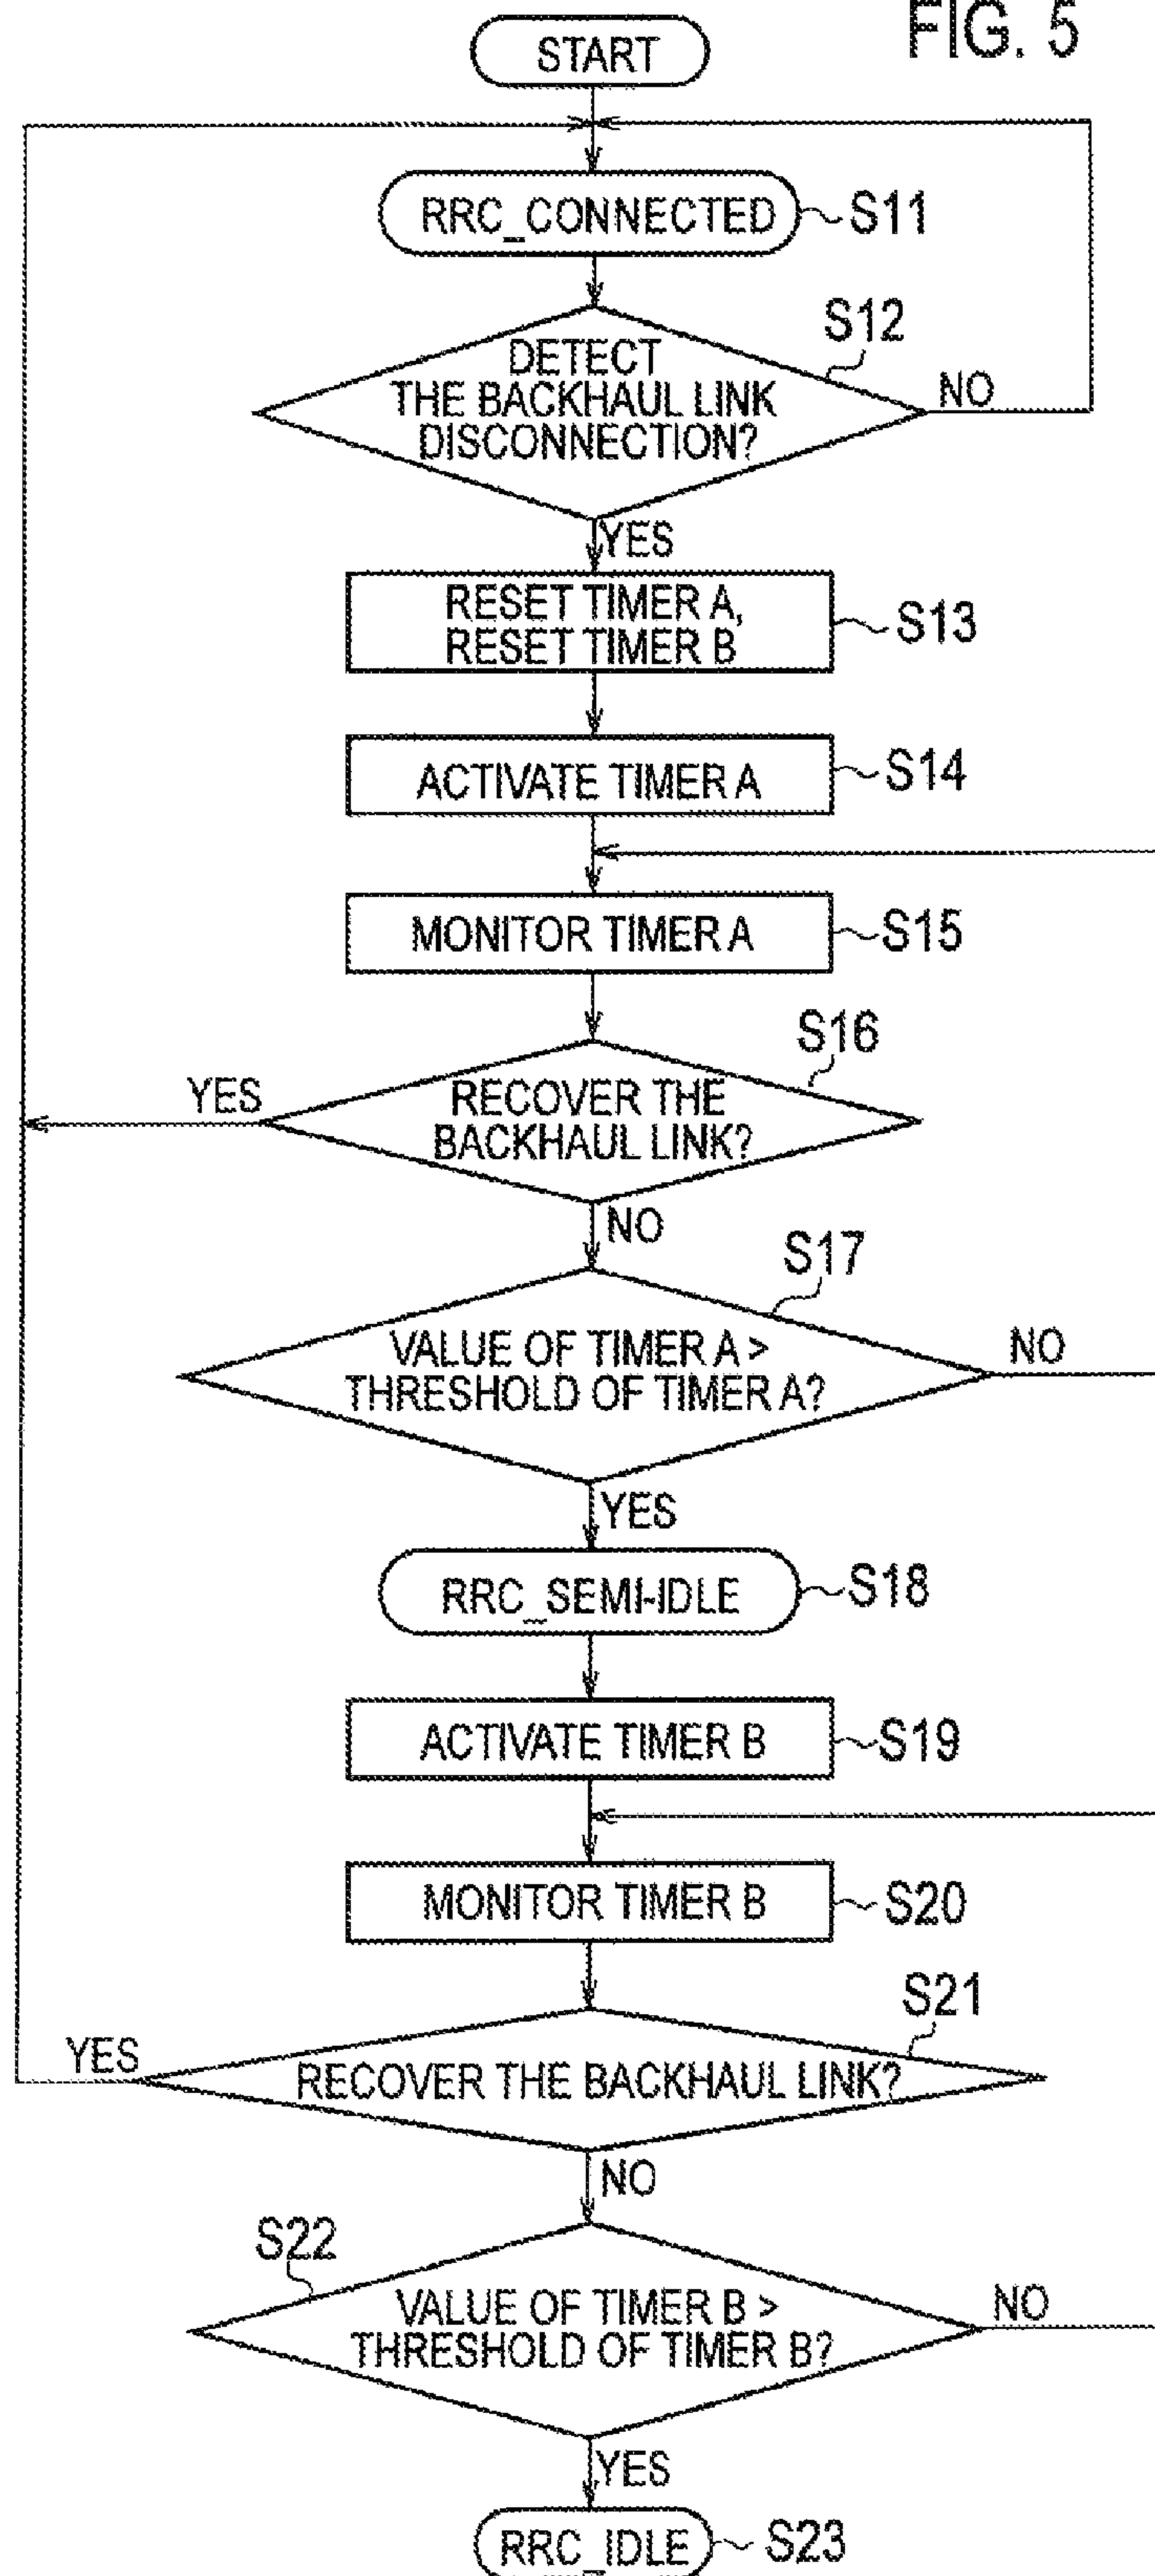 FIG. 5
START
RRC_CONNECTED
S11
S12
DETECT
THE BACKHAUL LINK
DISCONNECTION?
NO
YES
RESET TIMER A,
RESET TIMER B
S13
ACTIVATE TIMER A
S14
MONITOR TIMER A
S15
S16
YES
RECOVER THE
BACKHAUL LINK?
NO
S17
VALUE OF TIMER A >
THRESHOLD OF TIMER A?
NO
YES
RRC_SEMI-IDLE
S18
ACTIVATE TIMER B
S19
MONITOR TIMER B
S20
S21
YES
RECOVER THE BACKHAUL LINK?
NO
S22
VALUE OF TIMER B >
THRESHOLD OF TIMER B?
NO
YES
RRC_IDLE
S23